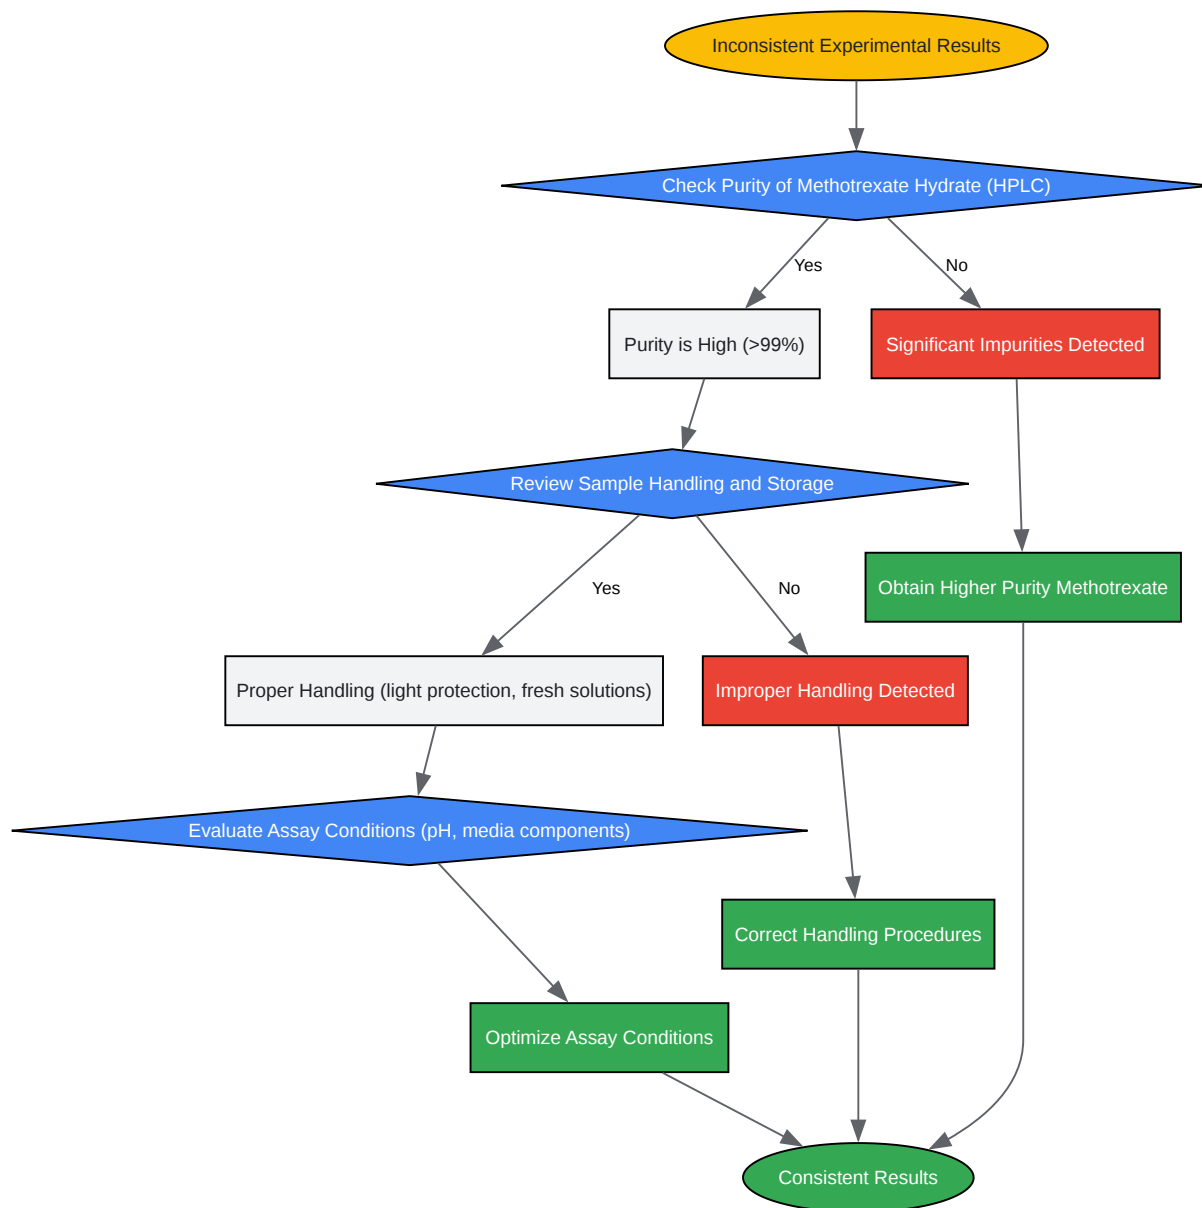 Inconsistent Experimental Results
Check Purity of Methotrexate Hydrate (HPLC)
Yes
No
Purity is High (>99%)
Significant Impurities Detected
Review Sample Handling and Storage
Yes
No
Obtain Higher Purity Methotrexate
Proper Handling (light protection, fresh solutions)
Improper Handling Detected
Evaluate Assay Conditions (pH, media components)
Correct Handling Procedures
Optimize Assay Conditions
Consistent Results